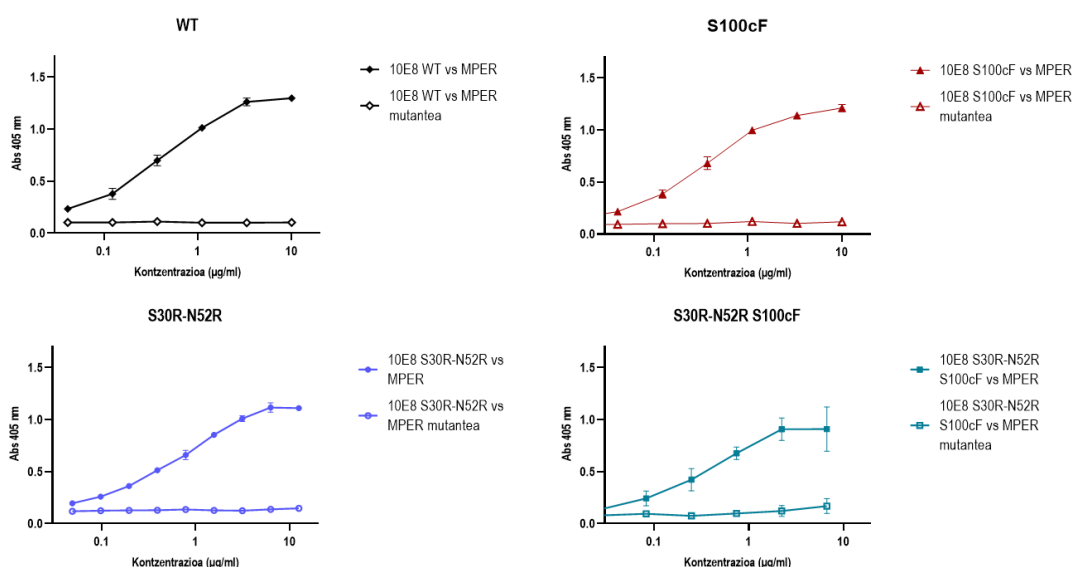 WT
1.5
1.0
0.5
0.0
Abs 405 nm
0.1
1
10
Kontzentrazioa (µg/ml)
10E8 WT vs MPER
10E8 WT vs MPER
mutantea
S100cF
1.5
1.0
0.5
0.0
Abs 405 nm
0.1
1
10
Kontzentrazioa (µg/ml)
10E8 S100cF vs MPER
10E8 S100cF vs MPER
mutantea
S30R-N52R
1.5
1.0
0.5
0.0
Abs 405 nm
0.1
1
10
Kontzentrazioa (µg/ml)
10E8 S30R-N52R vs
MPER
10E8 S30R-N52R vs
MPER mutantea
S30R-N52R S100cF
1.5
1.0
0.5
0.0
Abs 405 nm
0.1
1
10
Kontzentrazioa (µg/ml)
10E8 S30R-N52R
S100cF vs MPER
10E8 S30R-N52R
S100cF vs MPER
mutantea